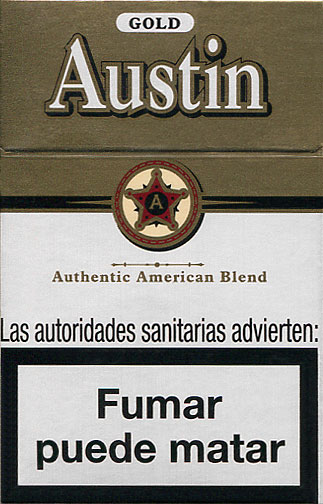 GOLD
Austin
A
Authentic American Blend
Las autoridades sanitarias advierten:
Fumar
puede matar